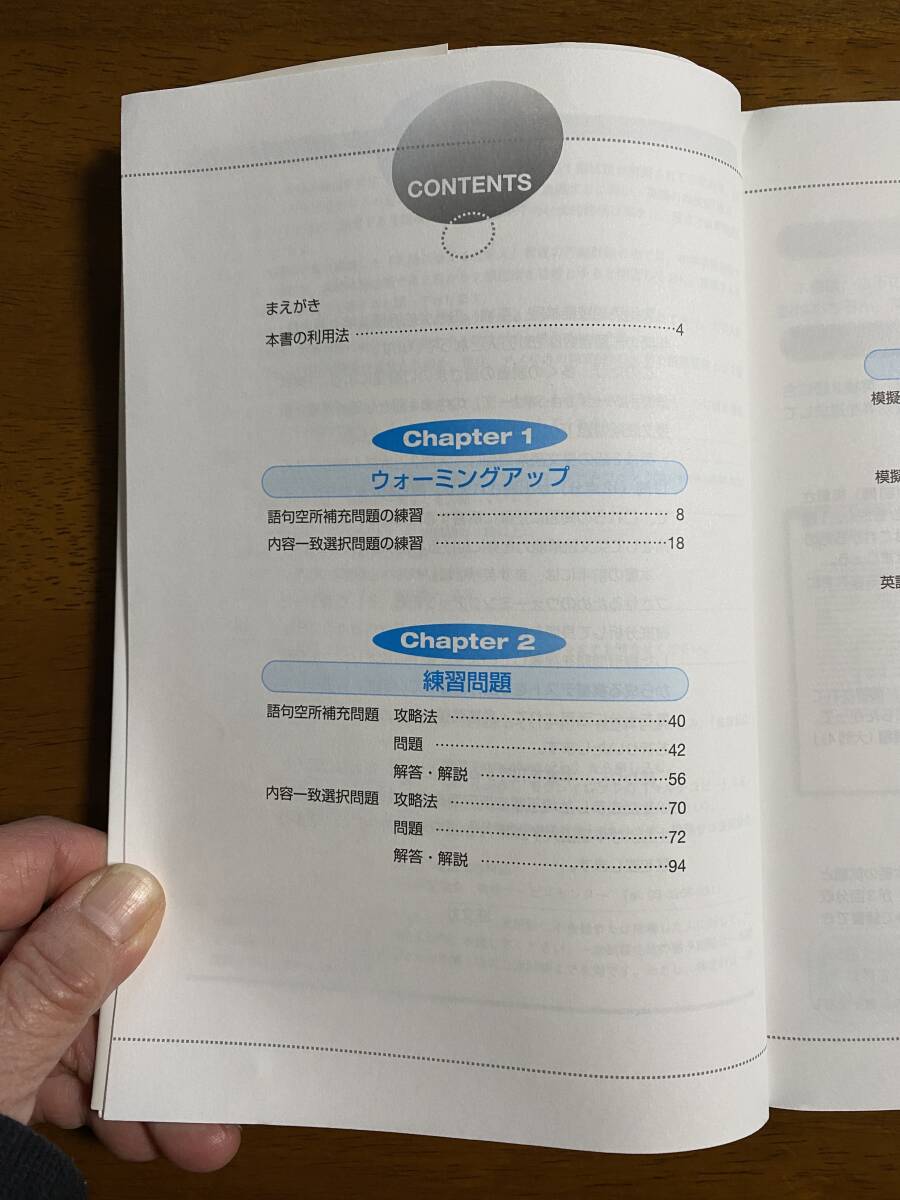 CONTENTS
まえがき
本書の利用法 ……………………………………………… 4
Chapter 1
ウォーミングアップ
語句空所補充問題の練習 ……………………………… 8
内容一致選択問題の練習 ……………………………… 18
Chapter 2
練習問題
語句空所補充問題 攻略法 ……………………………… 40
問題 ……………………………… 42
解答・解説 ……………………… 56
内容一致選択問題 攻略法 ……………………………… 70
問題 ……………………………… 72
解答・解説 ……………………… 94
模擬
模擬
英語